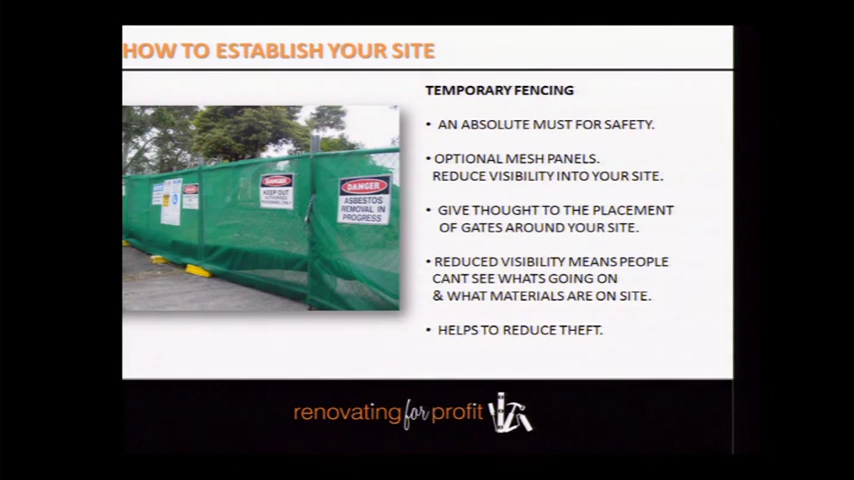 HOW TO ESTABLISH YOUR SITE
TEMPORARY FENCING
• AN ABSOLUTE MUST FOR SAFETY.
• OPTIONAL MESH PANELS.
REDUCE VISIBILITY INTO YOUR SITE.
• GIVE THOUGHT TO THE PLACEMENT
OF GATES AROUND YOUR SITE.
• REDUCED VISIBILITY MEANS PEOPLE
CANT SEE WHATS GOING ON
& WHAT MATERIALS ARE ON SITE.
• HELPS TO REDUCE THEFT.
DANGER
KEEP OUT
DANGER
ASBESTOS
REMOVAL IN
PROGRESS
renovating for profit